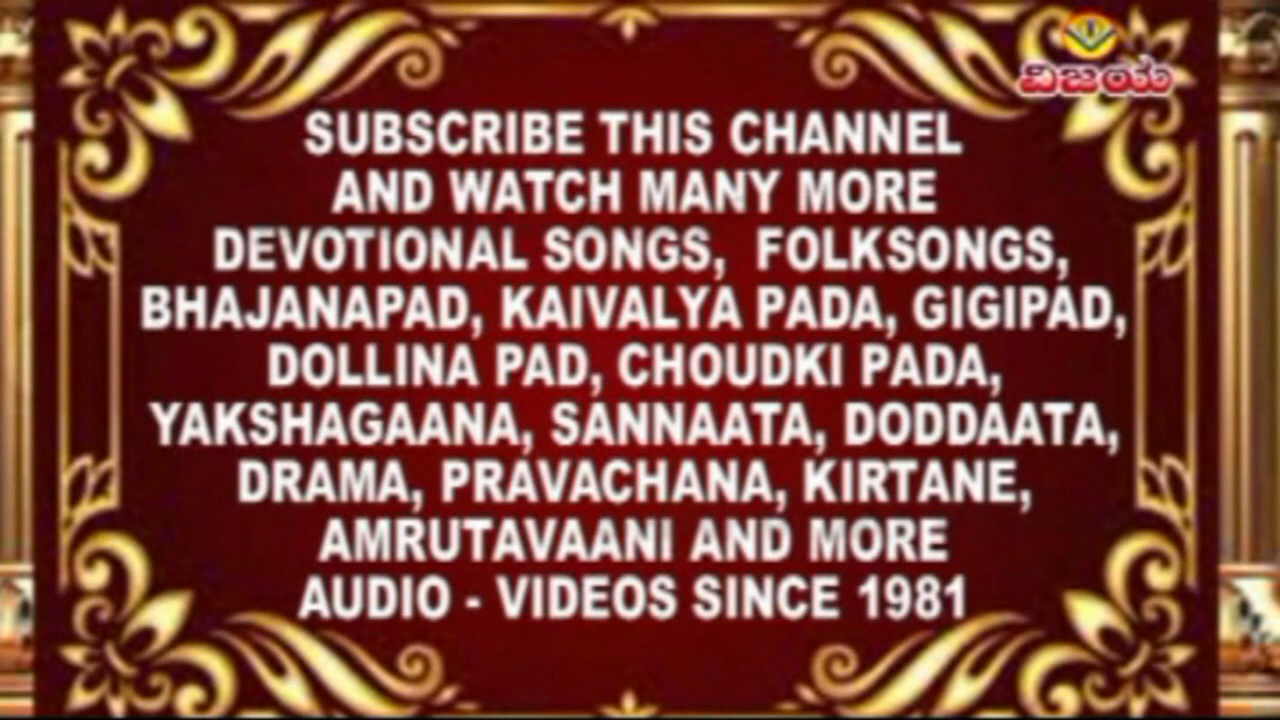 ವಿಜಯ
SUBSCRIBE THIS CHANNEL
AND WATCH MANY MORE
DEVOTIONAL SONGS, FOLKSONGS,
BHAJANAPAD, KAIVALYA PADA, GIGIPAD,
DOLLINA PAD, CHOUDKI PADA,
YAKSHAGAANA, SANNAATA, DODDAATA,
DRAMA, PRAVACHANA, KIRTANE,
AMRUTAVAANI AND MORE
AUDIO - VIDEOS SINCE 1981